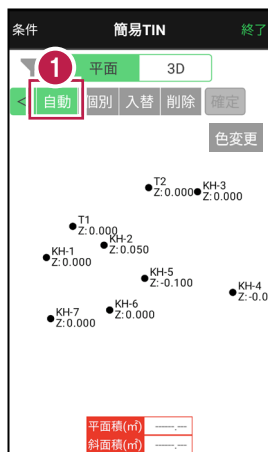 条件 簡易TIN 終了
1 平面 3D
< 自動 個別 入替 削除 確定
色変更
T2
Z:0.000
KH-3
Z:0.000
T1
Z:0.000
KH-2
Z:0.050
KH-1
Z:0.000
KH-5
Z:-0.100
KH-4
Z:-0.0
KH-6
Z:0.000
KH-7
Z:0.000
平面積(㎡) -----.---
斜面積(㎡) -----.---